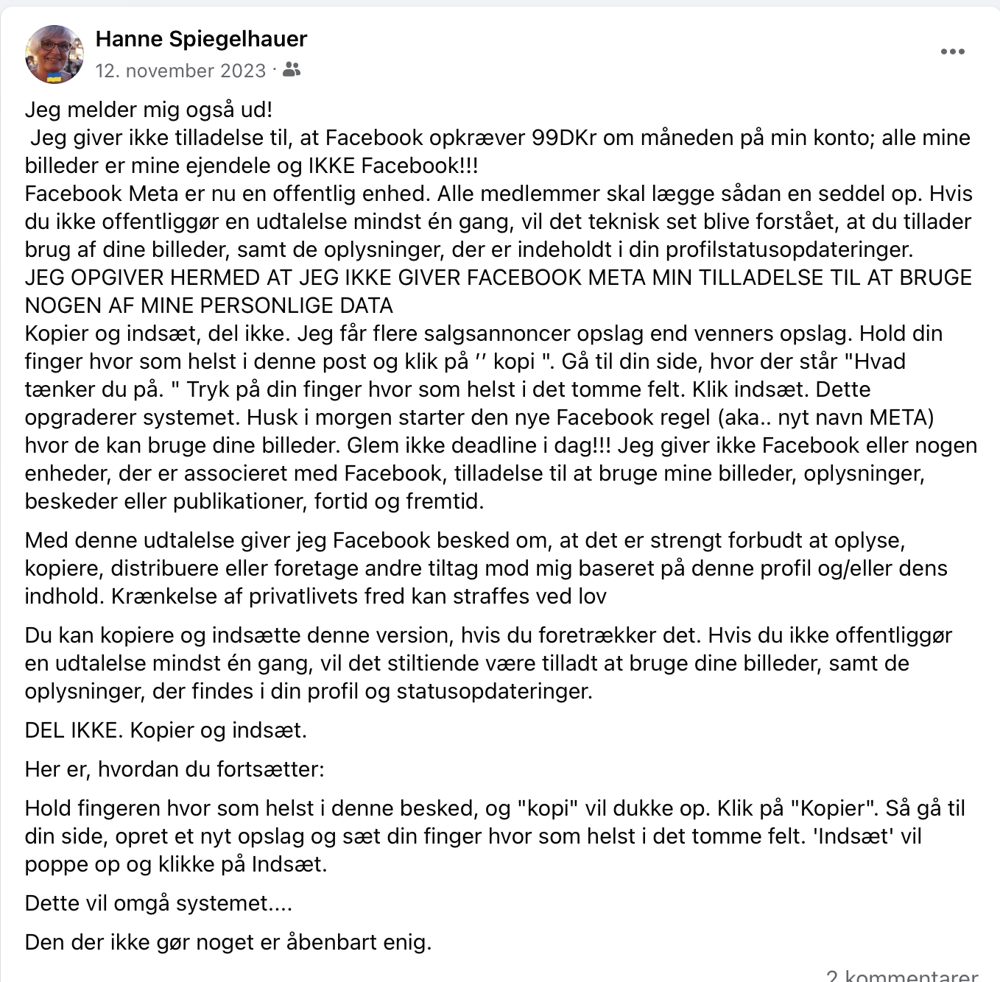 Hanne Spiegelhauer
12. november 2023 ·
Jeg melder mig også ud!
Jeg giver ikke tilladelse til, at Facebook opkræver 99DKr om måneden på min konto; alle mine
billeder er mine ejendele og IKKE Facebook!!!
Facebook Meta er nu en offentlig enhed. Alle medlemmer skal lægge sådan en seddel op. Hvis
du ikke offentliggør en udtalelse mindst én gang, vil det teknisk set blive forstået, at du tillader
brug af dine billeder, samt de oplysninger, der er indeholdt i din profilstatusopdateringer.
JEG OPGIVER HERMED AT JEG IKKE GIVER FACEBOOK META MIN TILLADELSE TIL AT BRUGE
NOGEN AF MINE PERSONLIGE DATA
Kopier og indsæt, del ikke. Jeg får flere salgsannoncer opslag end venners opslag. Hold din
finger hvor som helst i denne post og klik på ’’ kopi ". Gå til din side, hvor der står "Hvad
tænker du på. " Tryk på din finger hvor som helst i det tomme felt. Klik indsæt. Dette
opgraderer systemet. Husk i morgen starter den nye Facebook regel (aka.. nyt navn META)
hvor de kan bruge dine billeder. Glem ikke deadline i dag!!! Jeg giver ikke Facebook eller nogen
enheder, der er associeret med Facebook, tilladelse til at bruge mine billeder, oplysninger,
beskeder eller publikationer, fortid og fremtid.
Med denne udtalelse giver jeg Facebook besked om, at det er strengt forbudt at oplyse,
kopiere, distribuere eller foretage andre tiltag mod mig baseret på denne profil og/eller dens
indhold. Krænkelse af privatlivets fred kan straffes ved lov
Du kan kopiere og indsætte denne version, hvis du foretrækker det. Hvis du ikke offentliggør
en udtalelse mindst én gang, vil det stiltiende være tilladt at bruge dine billeder, samt de
oplysninger, der findes i din profil og statusopdateringer.
DEL IKKE. Kopier og indsæt.
Her er, hvordan du fortsætter:
Hold fingeren hvor som helst i denne besked, og "kopi" vil dukke op. Klik på "Kopier". Så gå til
din side, opret et nyt opslag og sæt din finger hvor som helst i det tomme felt. 'Indsæt' vil
poppe op og klikke på Indsæt.
Dette vil omgå systemet....
Den der ikke gør noget er åbenbart enig.
2 kommentarer